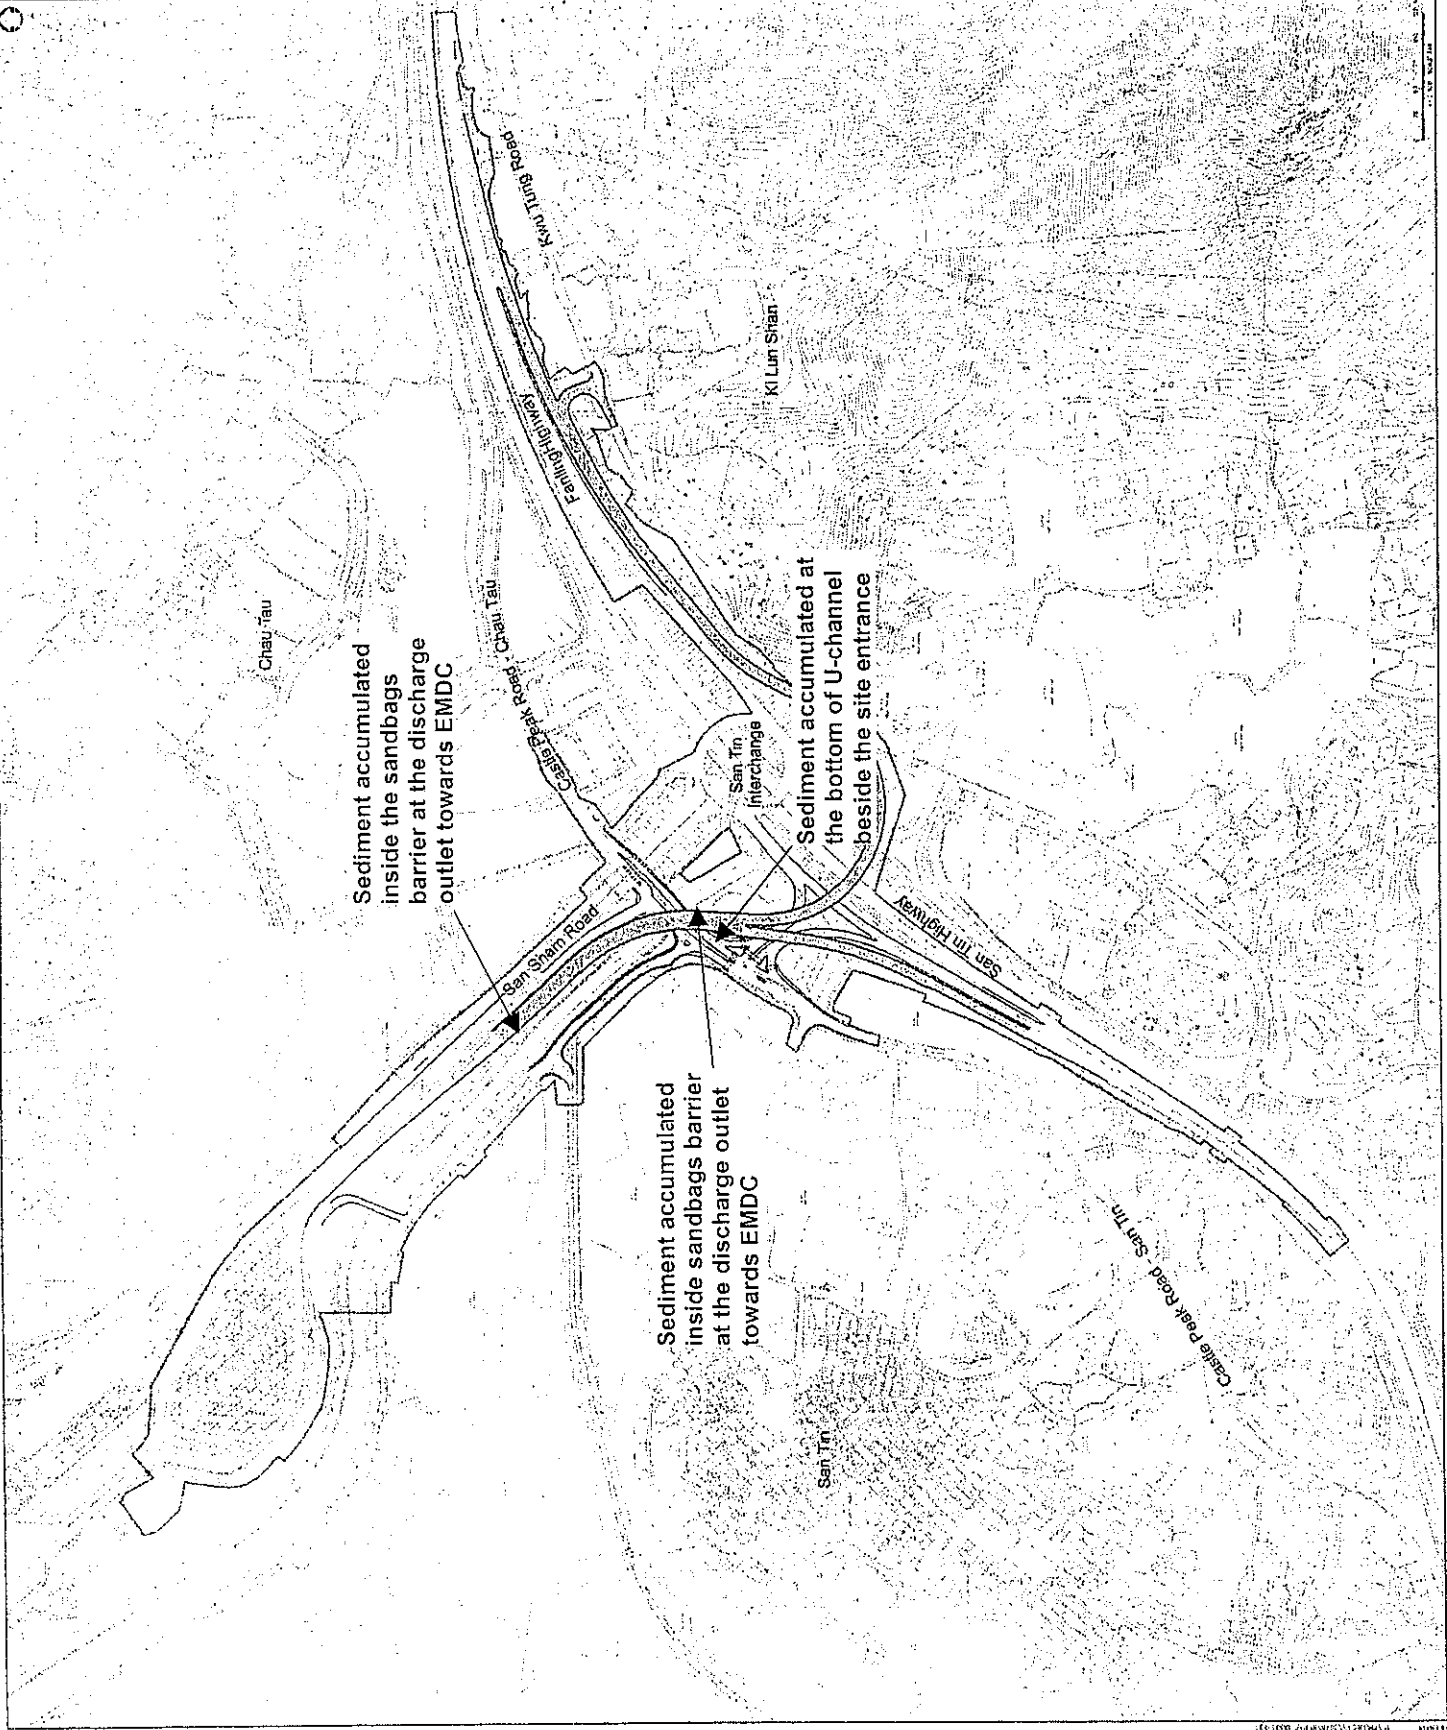 Sediment accumulated
inside the sandbags
barrier at the discharge
outlet towards EMDC
Chau Tau
Castle Peak Road - Chau Tau
Fanling Highway
Kwu Tung Road
Ki Lun Shan
San Sham Road
San Tin
Interchange
Sediment accumulated at
the bottom of U-channel
beside the site entrance
San Tin Highway
Sediment accumulated
inside sandbags barrier
at the discharge outlet
towards EMDC
San Tin
Castle Peak Road - San Tin